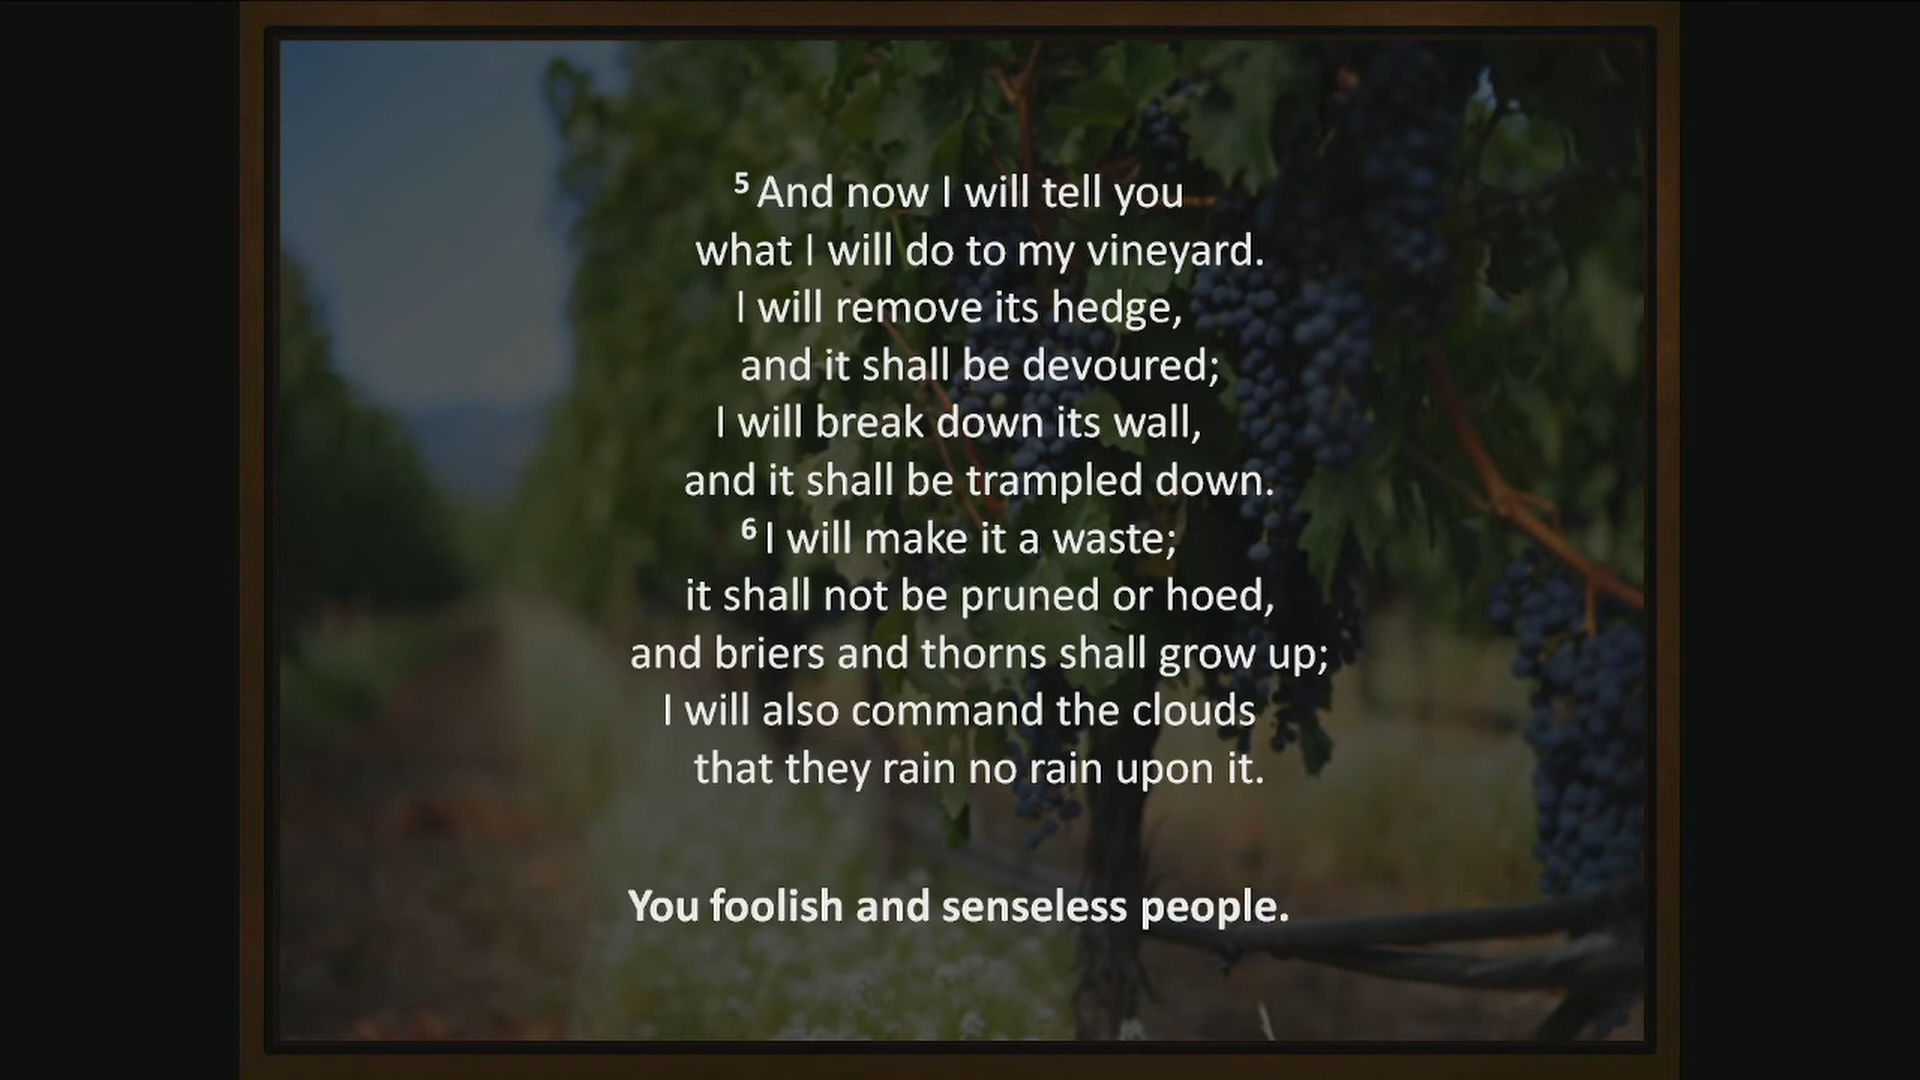 5 And now I will tell you
what I will do to my vineyard.
I will remove its hedge,
and it shall be devoured;
I will break down its wall,
and it shall be trampled down.
6 I will make it a waste;
it shall not be pruned or hoed,
and briers and thorns shall grow up;
I will also command the clouds
that they rain no rain upon it.
You foolish and senseless people.